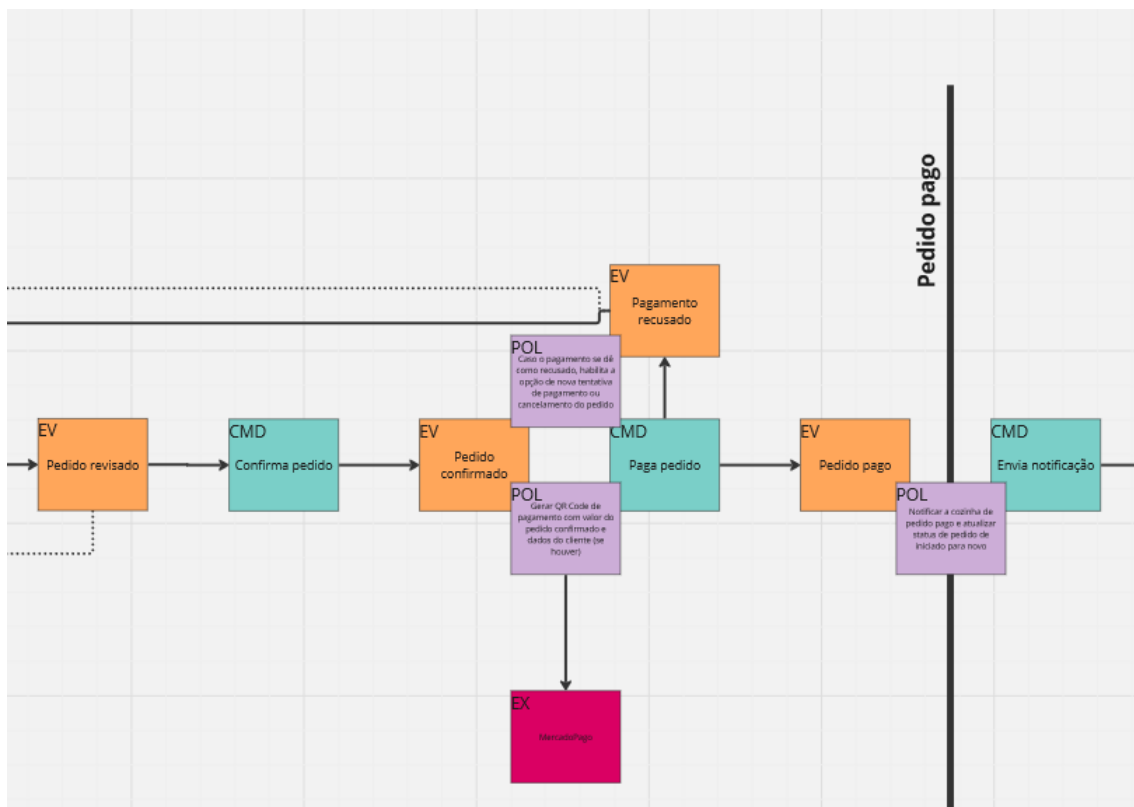 Pedido pago
EV
Pagamento
recusado
POL
Caso o pagamento se dê
como recusado, habilita a
opção de nova tentativa
de pagamento ou
cancelamento do pedido
EV
Pedido revisado
CMD
Confirma pedido
EV
Pedido
confirmado
CMD
Paga pedido
EV
Pedido pago
CMD
Envia notificação
POL
Gerar QR Code de
pagamento com valor do
pedido confirmado e
dados do cliente (se
houver)
POL
Notificar a cozinha de
pedido pago e atualizar
status de pedido de
iniciado para novo
EX
MercadoPago